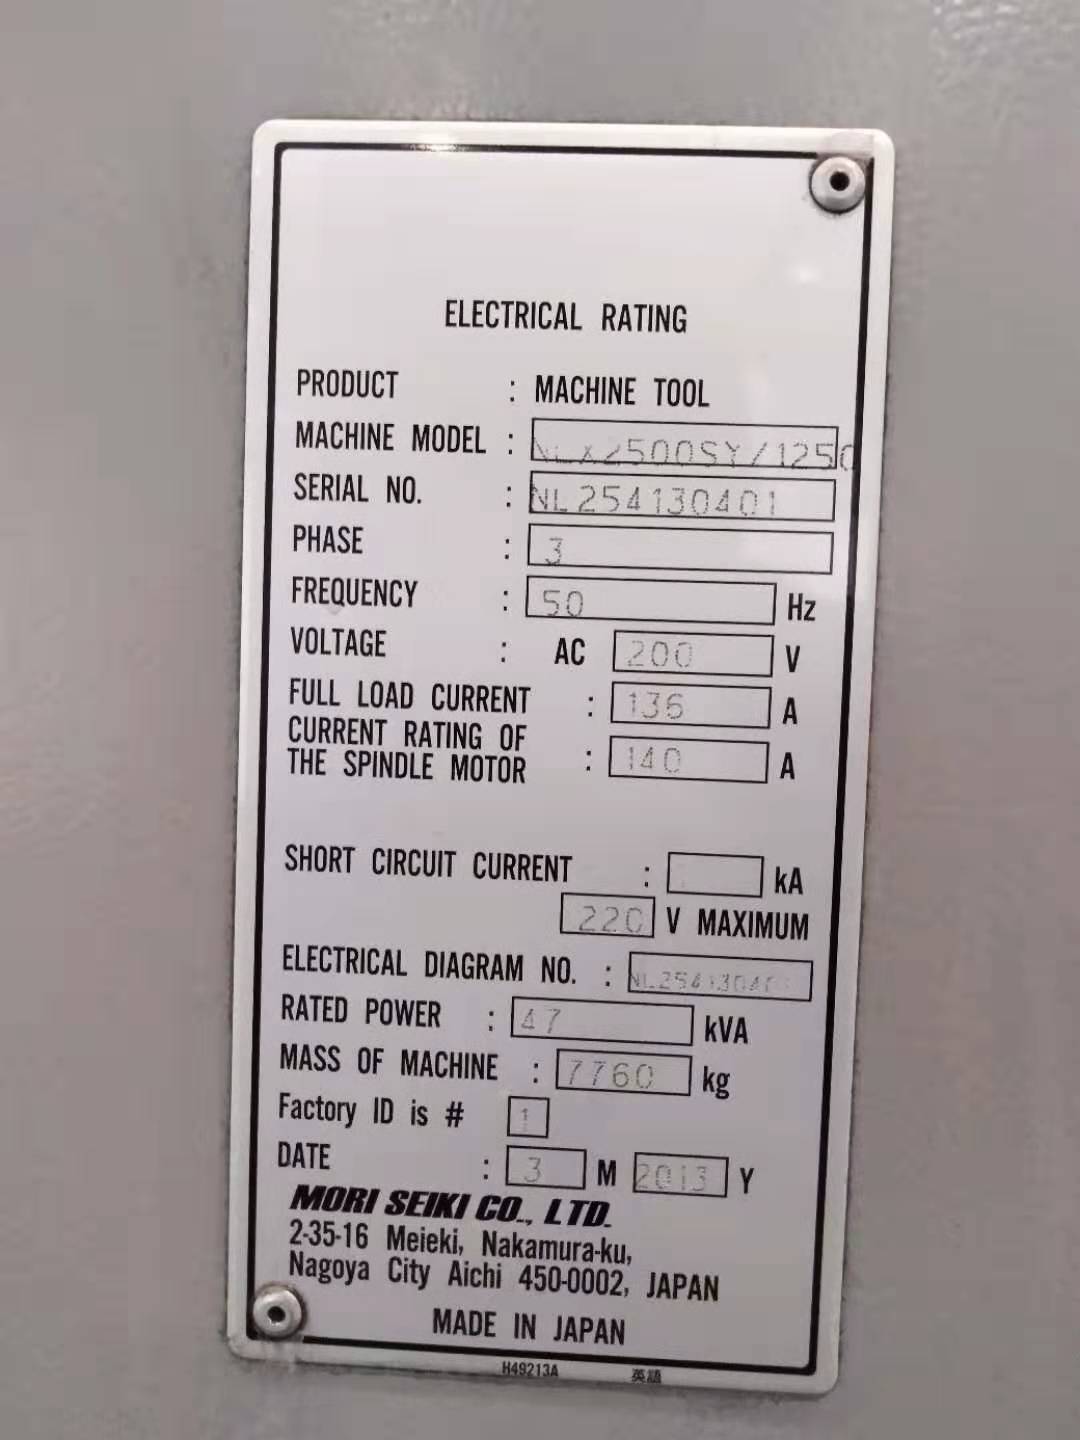 ELECTRICAL RATING
PRODUCT : MACHINE TOOL
MACHINE MODEL : NLX2500SY/1250
SERIAL NO. : NL254130401
PHASE : 3
FREQUENCY : 50 Hz
VOLTAGE : AC 200 V
FULL LOAD CURRENT : 136 A
CURRENT RATING OF
THE SPINDLE MOTOR : 140 A
SHORT CIRCUIT CURRENT : kA
220 V MAXIMUM
ELECTRICAL DIAGRAM NO. : NL254130401
RATED POWER : 47 kVA
MASS OF MACHINE : 7760 kg
Factory ID is # 1
DATE : 3 M 2013 Y
MORI SEIKI CO., LTD.
2-35-16 Meieki, Nakamura-ku,
Nagoya City Aichi 450-0002, JAPAN
MADE IN JAPAN
H49213A 英語